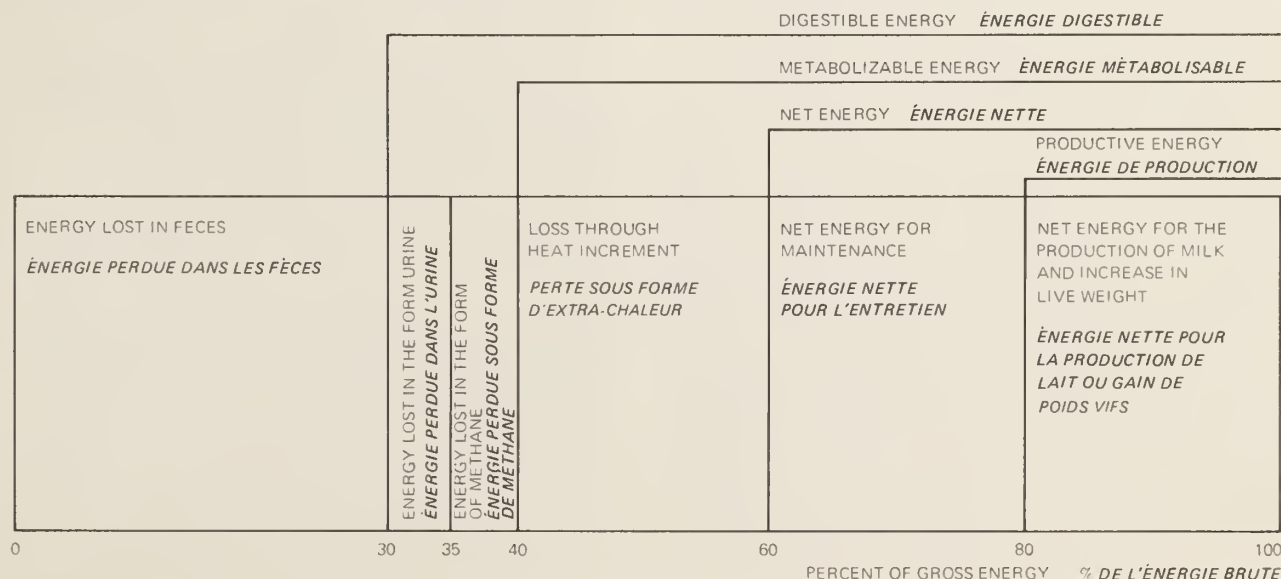 DIGESTIBLE ENERGY ÉNERGIE DIGESTIBLE
METABOLIZABLE ENERGY ÉNERGIE MÉTABOLISABLE
NET ENERGY ÉNERGIE NETTE
PRODUCTIVE ENERGY
ÉNERGIE DE PRODUCTION
ENERGY LOST IN FECES
ÉNERGIE PERDUE DANS LES FÈCES
ENERGY LOST IN THE FORM URINE
ÉNERGIE PERDUE DANS L'URINE
ENERGY LOST IN THE FORM
OF METHANE
ÉNERGIE PERDUE SOUS FORME
DE MÉTHANE
LOSS THROUGH
HEAT INCREMENT
PERTE SOUS FORME
D'EXTRA-CHALEUR
NET ENERGY FOR
MAINTENANCE
ÉNERGIE NETTE
POUR L'ENTRETIEN
NET ENERGY FOR THE
PRODUCTION OF MILK
AND INCREASE IN
LIVE WEIGHT
ÉNERGIE NETTE POUR
LA PRODUCTION DE
LAIT OU GAIN DE
POIDS VIFS
0 30 35 40 60 80 100
PERCENT OF GROSS ENERGY % DE L'ÉNERGIE BRUTE